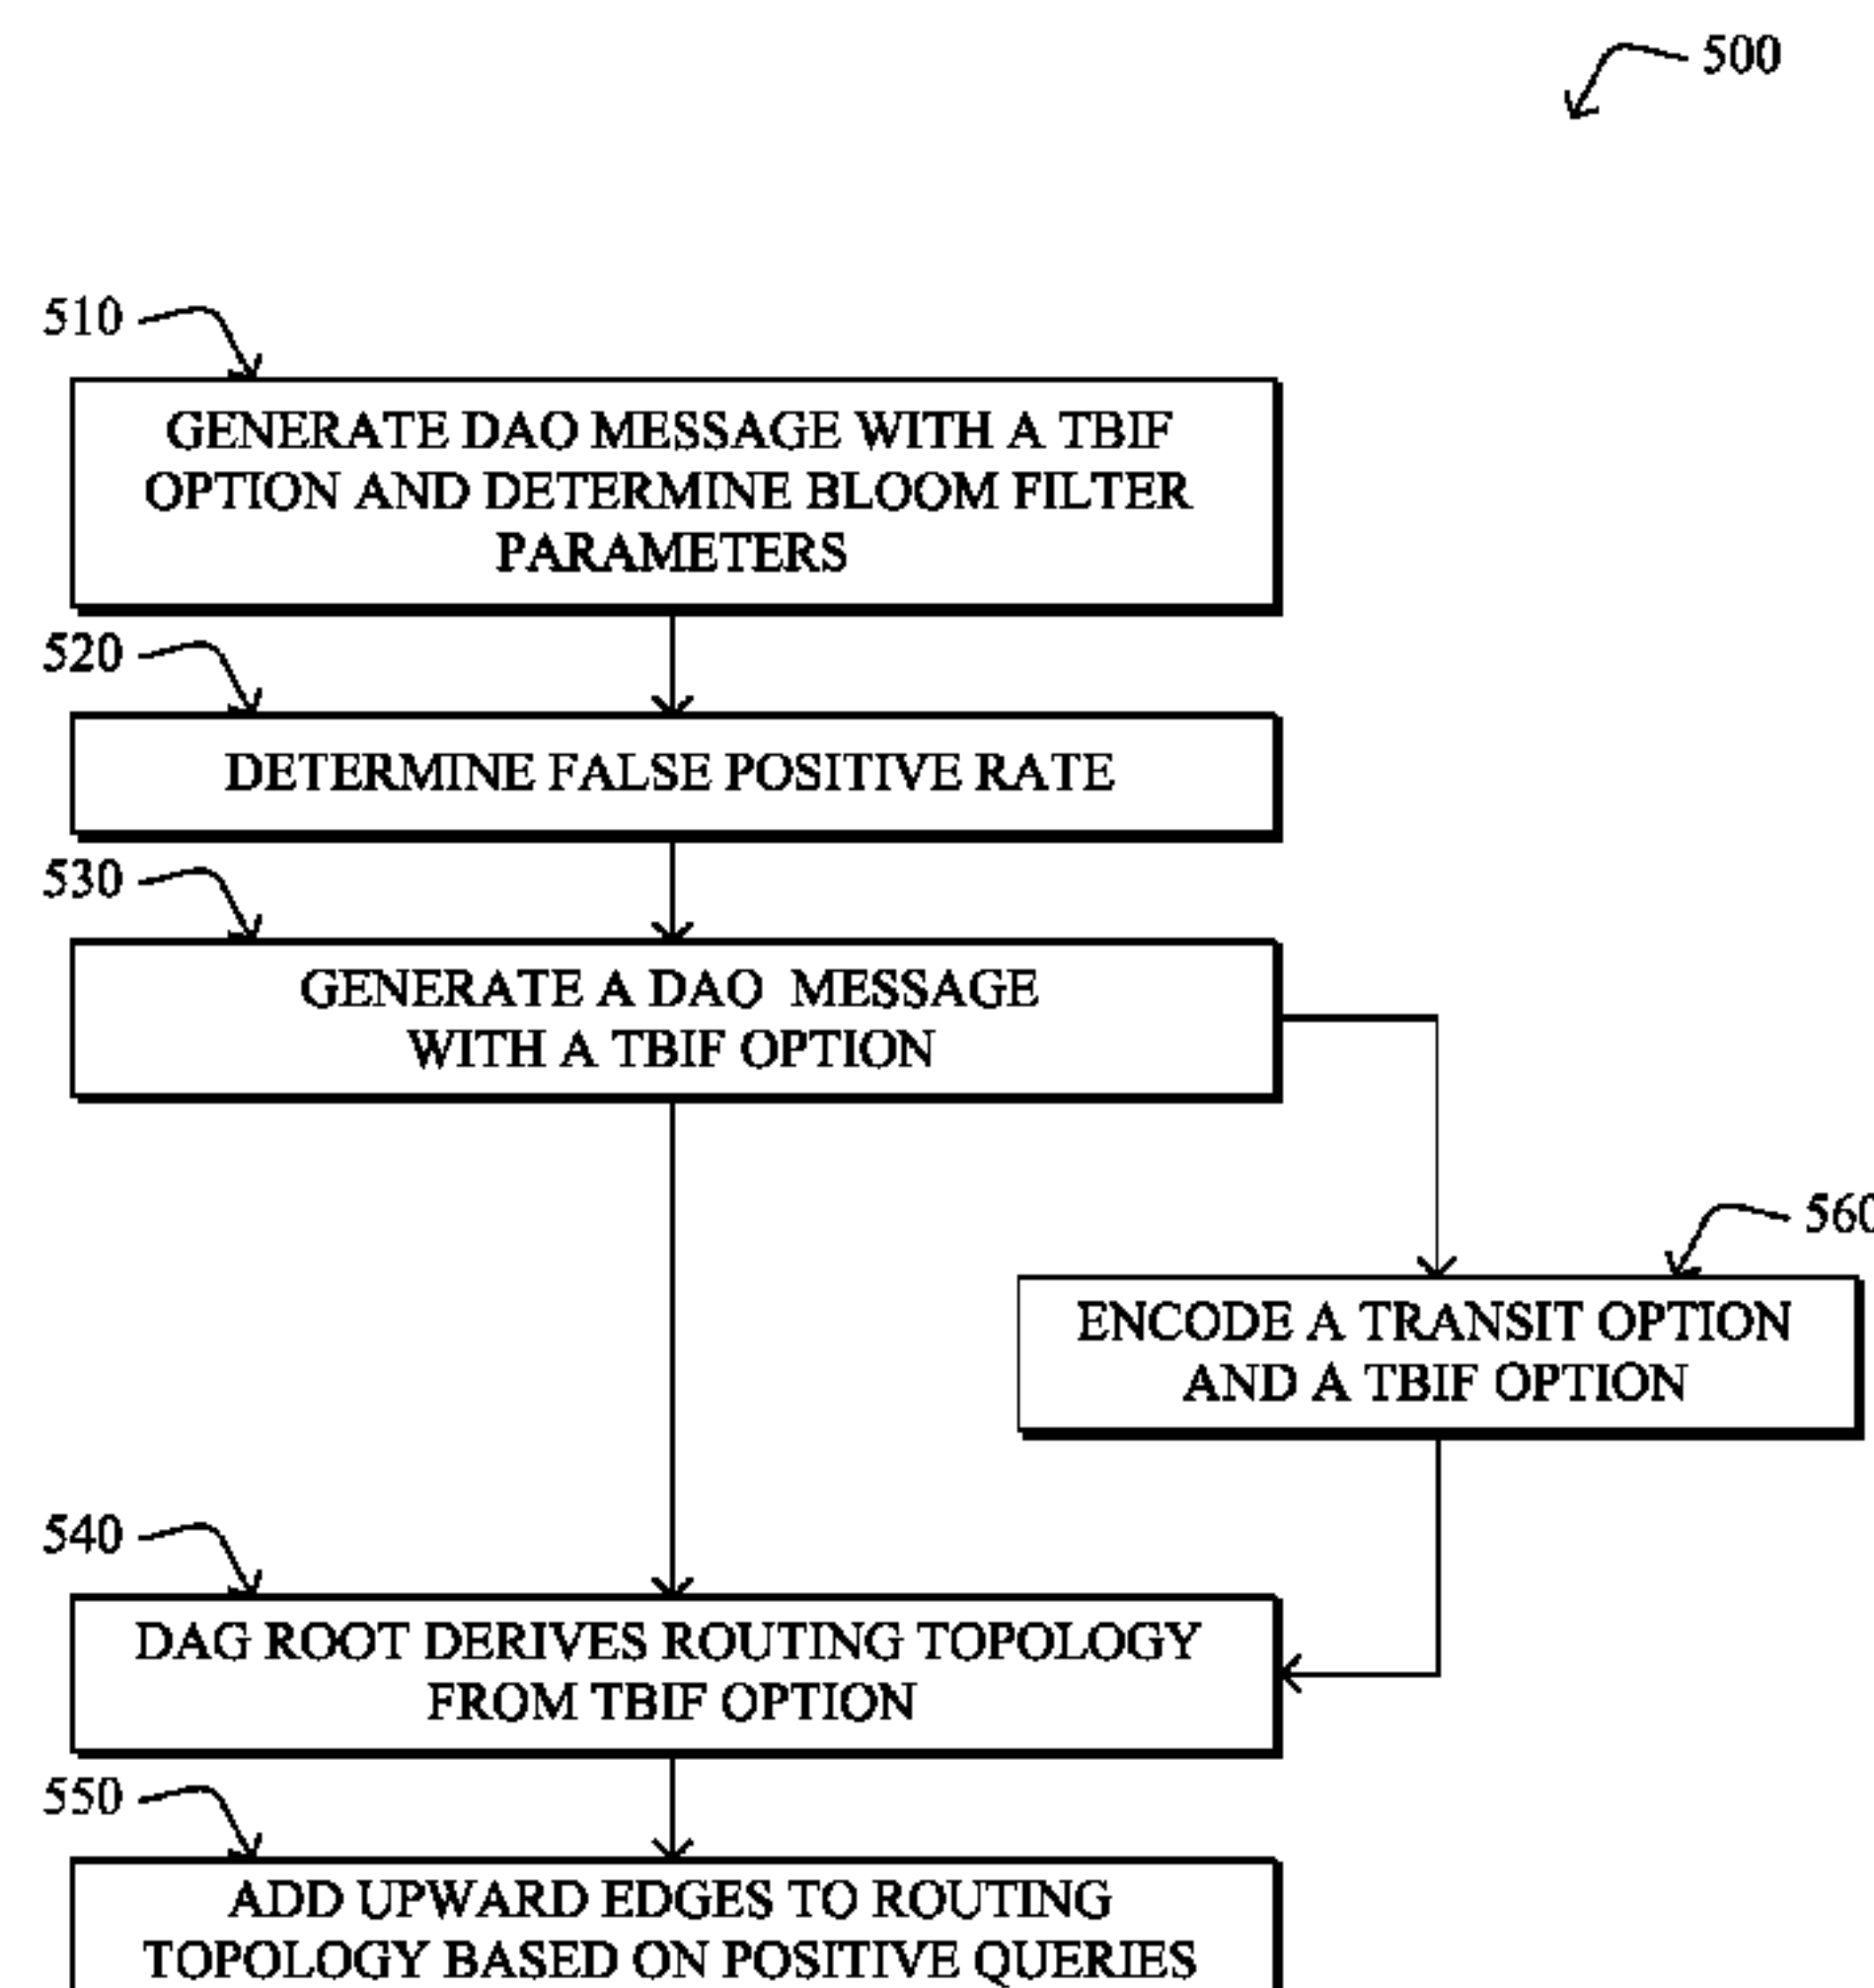 500
510
GENERATE DAO MESSAGE WITH A TBIF
OPTION AND DETERMINE BLOOM FILTER
PARAMETERS
520
DETERMINE FALSE POSITIVE RATE
530
GENERATE A DAO MESSAGE
WITH A TBIF OPTION
560
ENCODE A TRANSIT OPTION
AND A TBIF OPTION
540
DAG ROOT DERIVES ROUTING TOPOLOGY
FROM TBIF OPTION
550
ADD UPWARD EDGES TO ROUTING
TOPOLOGY BASED ON POSITIVE QUERIES